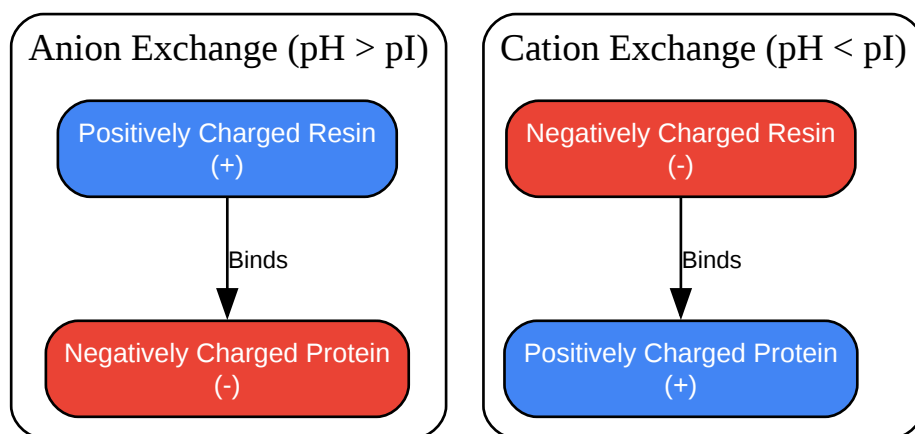 Anion Exchange (pH > pI)
Positively Charged Resin
(+)
Binds
Negatively Charged Protein
(-)
Cation Exchange (pH < pI)
Negatively Charged Resin
(-)
Binds
Positively Charged Protein
(+)